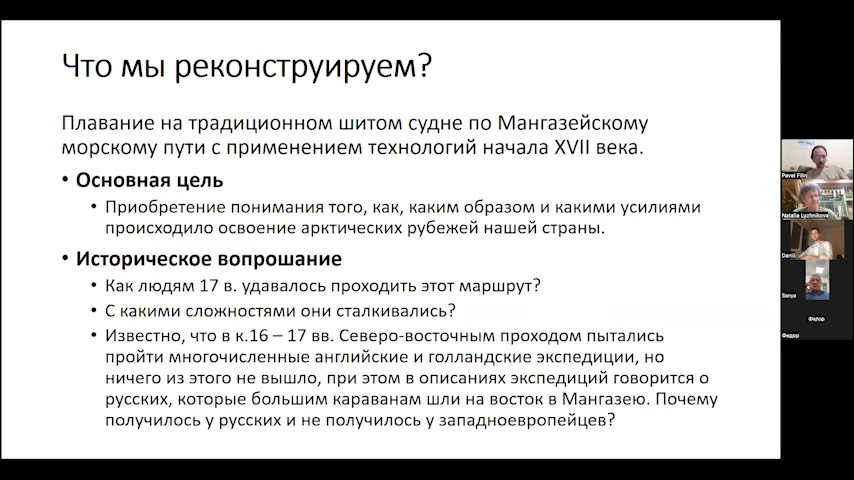 Что мы реконструируем?
Плавание на традиционном шитом судне по Мангазейскому
морскому пути с применением технологий начала XVII века.
• Основная цель
• Приобретение понимания того, как, каким образом и какими усилиями
происходило освоение арктических рубежей нашей страны.
• Историческое вопрошание
• Как людям 17 в. удавалось проходить этот маршрут?
• С какими сложностями они сталкивались?
• Известно, что в к.16 – 17 вв. Северо-восточным проходом пытались
пройти многочисленные английские и голландские экспедиции, но
ничего из этого не вышло, при этом в описаниях экспедиций говорится о
русских, которые большим караванам шли на восток в Мангазею. Почему
получилось у русских и не получилось у западноевропейцев?
Pavel Filin
Natalia Lyzhnikova
Daniil
Sanya
Федор
Федор